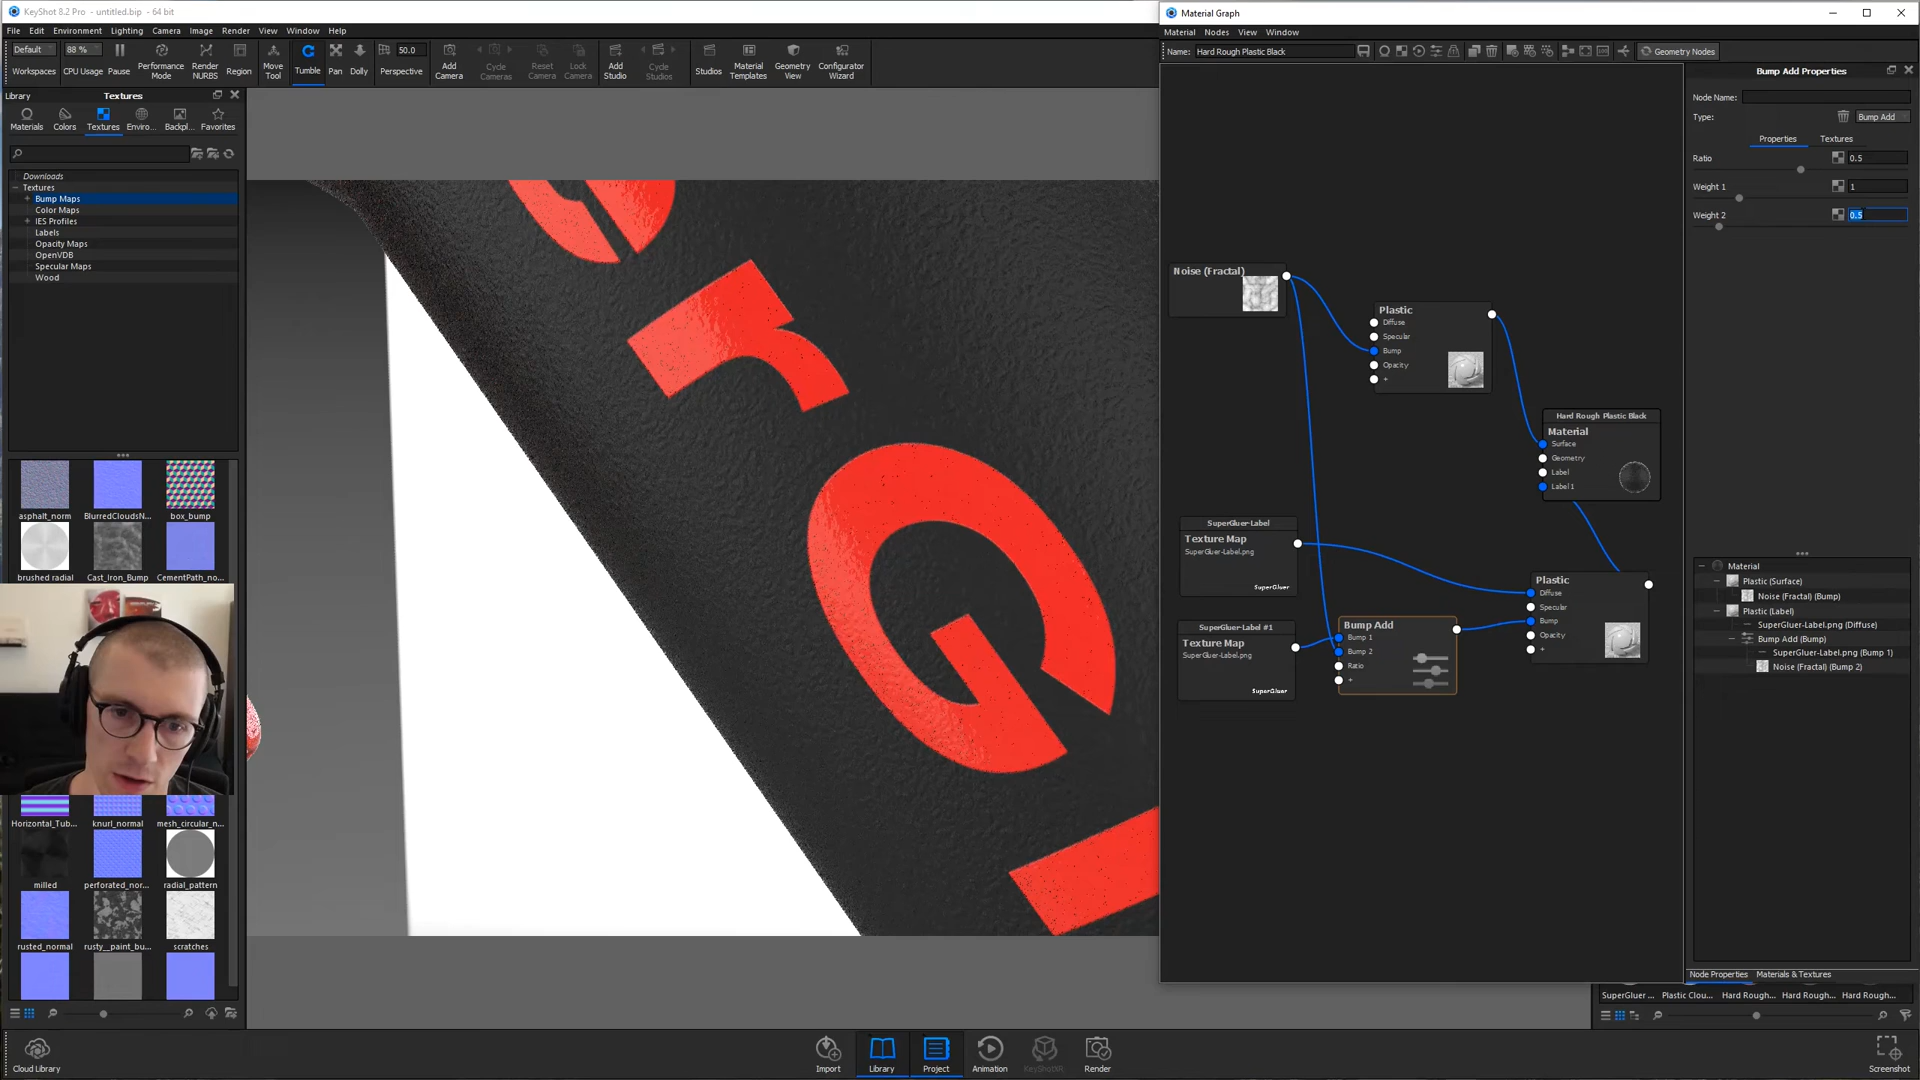 KeyShot 8.2 Pro - untitled.bip - 64 bit
File Edit Environment Lighting Camera Image Render View Window Help
Default
88 %
50.0
Workspaces
CPU Usage
Pause
Performance Mode
Render NURBS
Region
Move Tool
Tumble
Pan
Dolly
Perspective
Add Camera
Cycle Cameras
Reset Camera
Lock Camera
Add Studio
Cycle Studios
Studios
Material Templates
Geometry View
Configurator Wizard
Library
Textures
Materials
Colors
Textures
Enviro...
Backpl...
Favorites
Downloads
Textures
Bump Maps
Color Maps
IES Profiles
Labels
Opacity Maps
OpenVDB
Specular Maps
Wood
asphalt_norm
BlurredCloudsN...
box_bump
brushed radial
Cast_Iron_Bump
CementPath_no...
Horizontal_Tub...
knurl_normal
mesh_circular_n...
milled
perforated_nor...
radial_pattern
rusted_normal
rusty__paint_bu...
scratches
r
G
Material Graph
Material Nodes View Window
Name: Hard Rough Plastic Black
Geometry Nodes
Noise (Fractal)
Plastic
Diffuse
Specular
Bump
Opacity
+
Hard Rough Plastic Black
Material
Surface
Geometry
Label
Label 1
SuperGluer-Label
Texture Map
SuperGluer-Label.png
SuperGluer
SuperGluer-Label #1
Texture Map
SuperGluer-Label.png
SuperGluer
Bump Add
Bump 1
Bump 2
Ratio
+
Plastic
Diffuse
Specular
Bump
Opacity
+
Bump Add Properties
Node Name:
Type:
Bump Add
Properties
Textures
Ratio
0.5
Weight 1
1
Weight 2
0.5
Material
Plastic (Surface)
Noise (Fractal) (Bump)
Plastic (Label)
SuperGluer-Label.png (Diffuse)
Bump Add (Bump)
SuperGluer-Label.png (Bump 1)
Noise (Fractal) (Bump 2)
Node Properties
Materials & Textures
SuperGluer ...
Plastic Clou...
Hard Rough...
Hard Rough...
Hard Rough...
Cloud Library
Import
Library
Project
Animation
KeyShotXR
Render
Screenshot